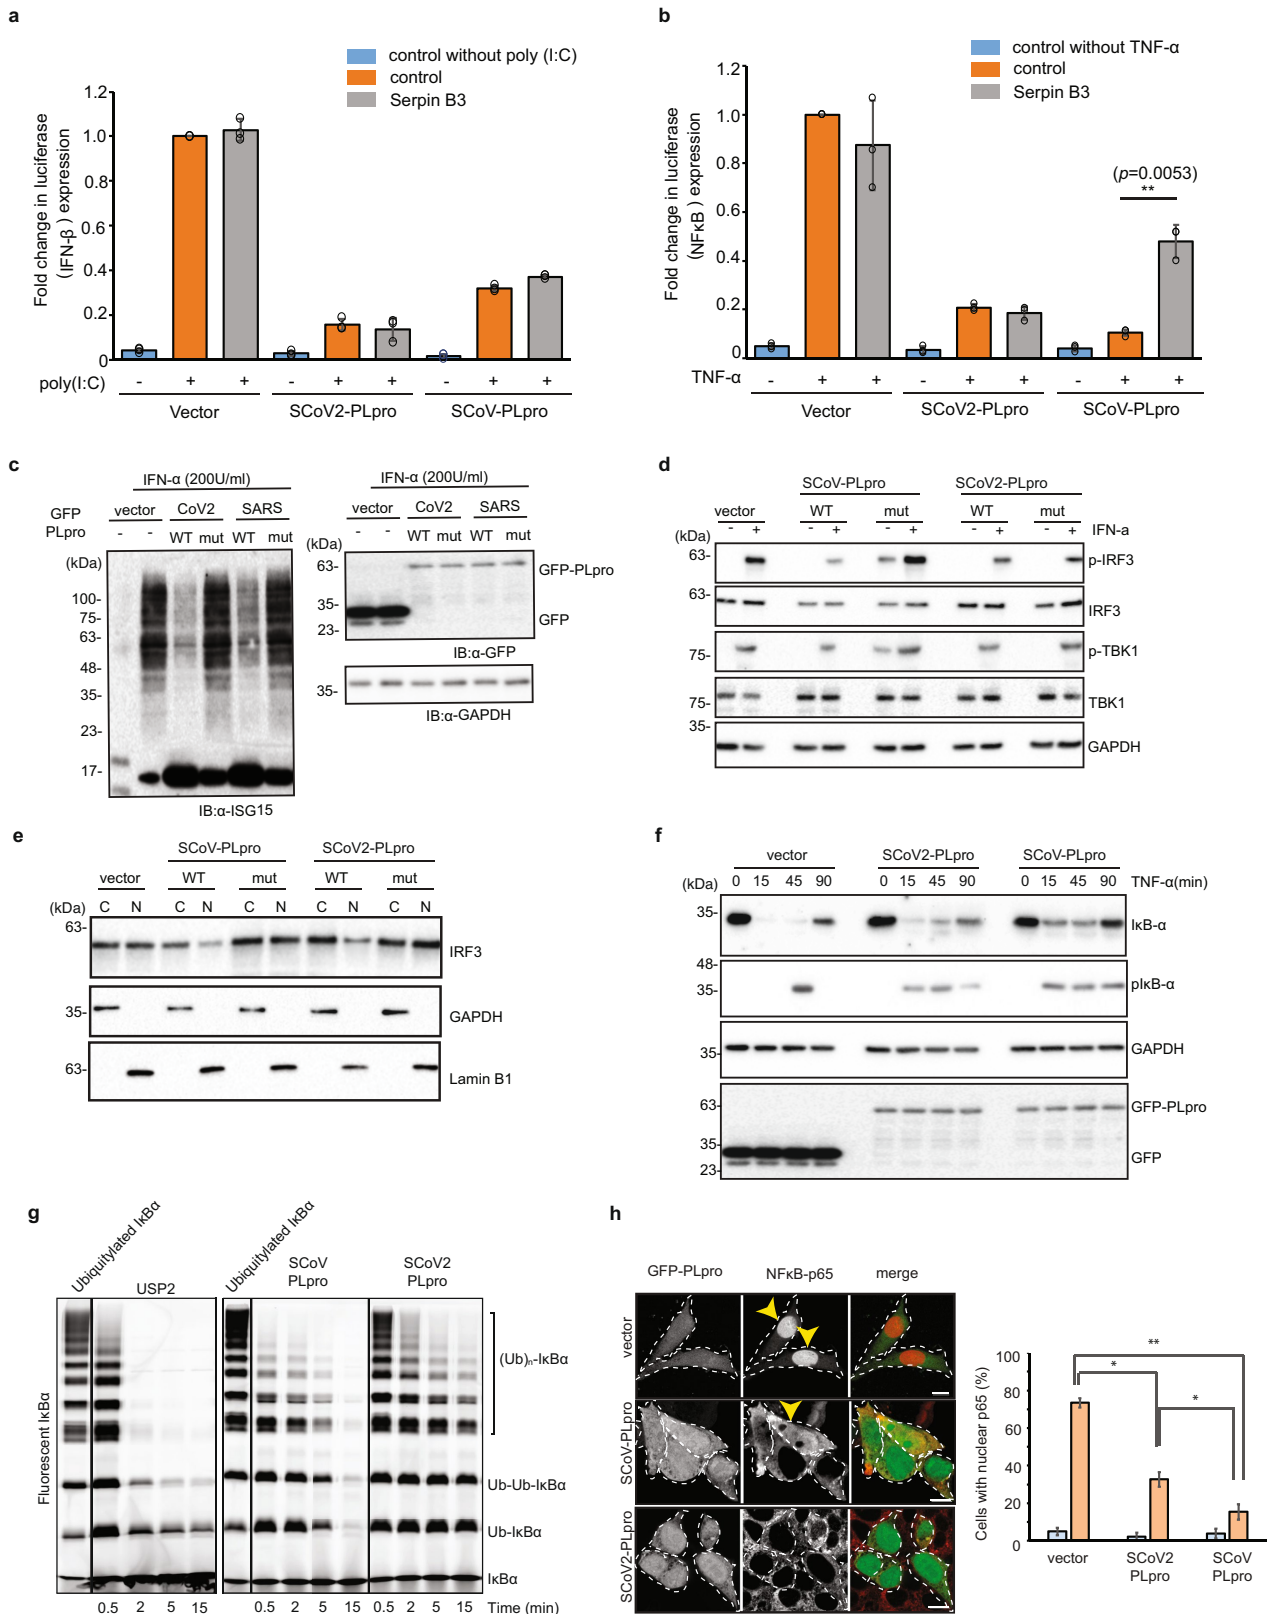 a
control without poly (I:C)
control
Serpin B3
Fold change in luciferase
(IFN-β) expression
1.2
1.0
0.8
0.6
0.4
0.2
0
poly(I:C) - + + - + + - + +
Vector SCoV2-PLpro SCoV-PLpro
b
control without TNF-α
control
Serpin B3
Fold change in luciferase
(NFκB) expression
1.2
1.0
0.8
0.6
0.4
0.2
0
(p=0.0053)
**
TNF-α - + + - + + - + +
Vector SCoV2-PLpro SCoV-PLpro
c
IFN-α (200U/ml)
GFP vector CoV2 SARS
PLpro - - WT mut WT mut
(kDa)
100-
75-
63-
48-
35-
23-
17-
IB:α-ISG15
IFN-α (200U/ml)
vector CoV2 SARS
(kDa) - - WT mut WT mut
63- GFP-PLpro
35- GFP
23-
IB:α-GFP
35-
IB:α-GAPDH
d
SCoV-PLpro SCoV2-PLpro
vector WT mut WT mut
(kDa) - + - + - + - + - + IFN-a
63- p-IRF3
63- IRF3
75- p-TBK1
75- TBK1
35- GAPDH
e
SCoV-PLpro SCoV2-PLpro
vector WT mut WT mut
(kDa) C N C N C N C N C N
63- IRF3
35- GAPDH
63- Lamin B1
f
vector SCoV2-PLpro SCoV-PLpro
(kDa) 0 15 45 90 0 15 45 90 0 15 45 90 TNF-α(min)
35- IκB-α
48-
35- pIκB-α
35- GAPDH
63- GFP-PLpro
35- GFP
23-
g
Ubiquitylated IκBα
USP2
Ubiquitylated IκBα
SCoV
PLpro
SCoV2
PLpro
Fluorescent IκBα
(Ub)n-IκBα
Ub-Ub-IκBα
Ub-IκBα
IκBα
0.5 2 5 15 0.5 2 5 15 0.5 2 5 15 Time (min)
h
GFP-PLpro NFκB-p65 merge
vector
SCoV-PLpro
SCoV2-PLpro
Cells with nuclear p65 (%)
100
80
60
40
20
0
**
*
*
vector SCoV2 SCoV
PLpro PLpro